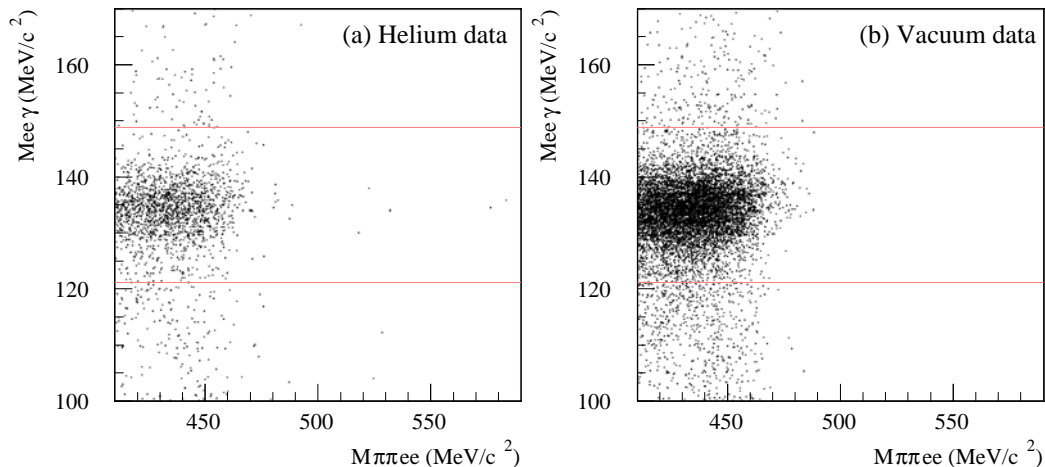 (a) Helium data
Mee γ (MeV/c ²)
160
140
120
100
450
500
550
Mππee (MeV/c ²)
(b) Vacuum data
Mee γ (MeV/c ²)
160
140
120
100
450
500
550
Mππee (MeV/c ²)